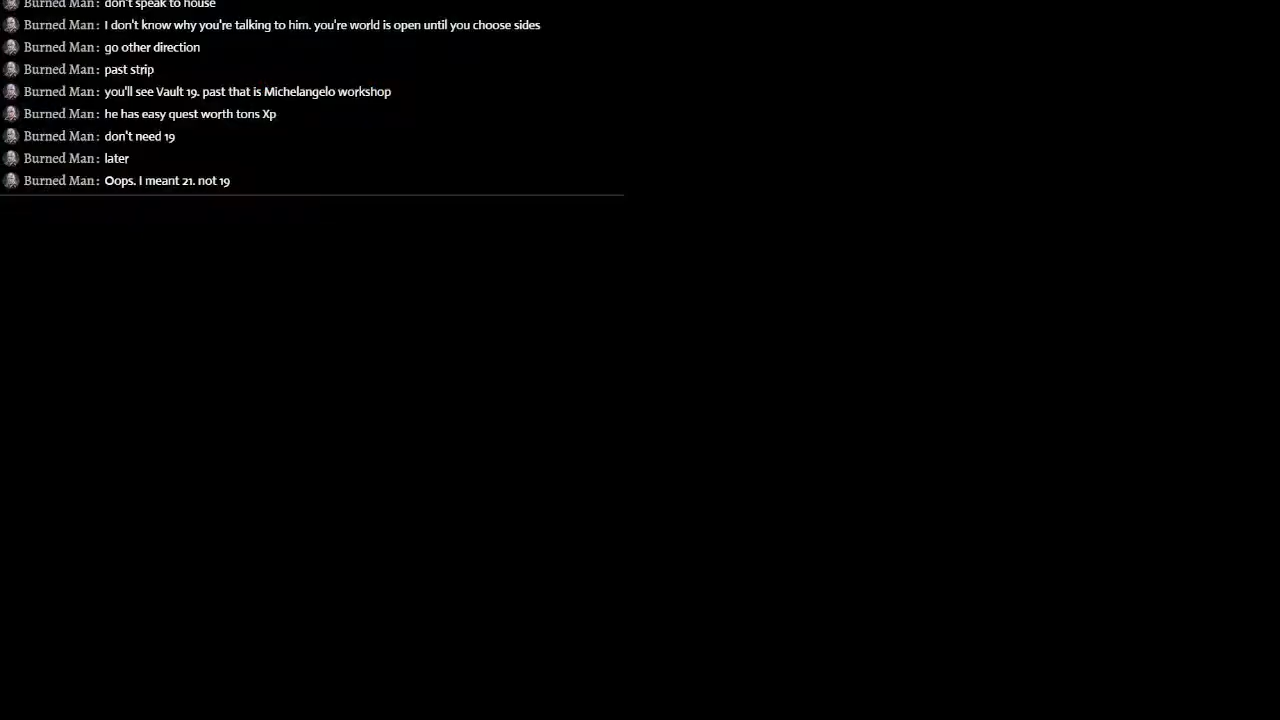 Burned Man: don't speak to house
Burned Man: I don't know why you're talking to him. you're world is open until you choose sides
Burned Man: go other direction
Burned Man: past strip
Burned Man: you'll see Vault 19. past that is Michelangelo workshop
Burned Man: he has easy quest worth tons Xp
Burned Man: don't need 19
Burned Man: later
Burned Man: Oops. I meant 21. not 19